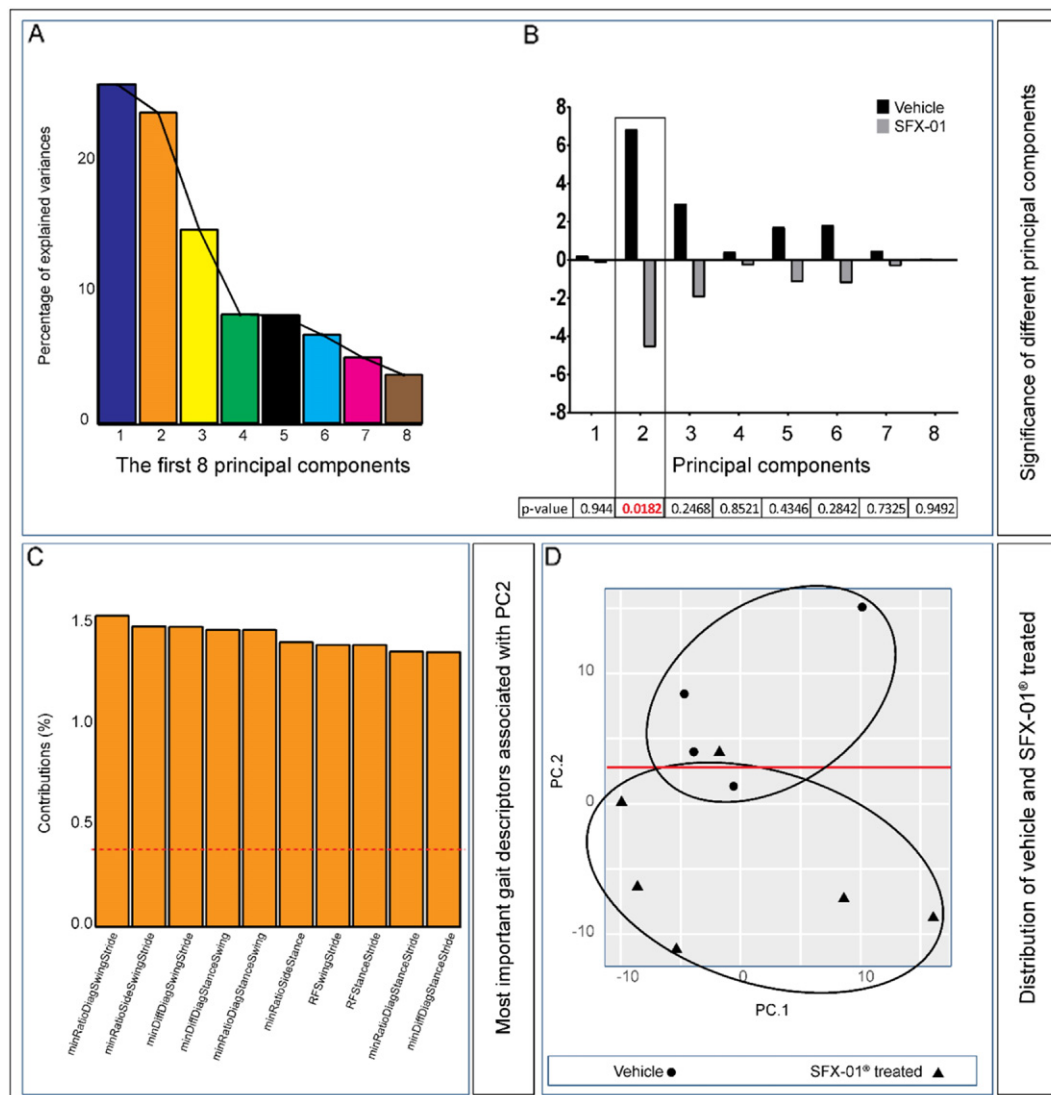 A
Percentage of explained variances
20
10
0
1 2 3 4 5 6 7 8
The first 8 principal components
B
Vehicle
SFX-01
8
6
4
2
0
-2
-4
-6
-8
1 2 3 4 5 6 7 8
Principal components
p-value 0.944 0.0182 0.2468 0.8521 0.4346 0.2842 0.7325 0.9492
Significance of different principal components
C
Contributions (%)
1.5
1.0
0.5
0.0
minRatioDiagSwingStride
minRatioSideSwingStride
minDiffDiagSwingStride
minDiffDiagStanceSwing
minRatioDiagStanceSwing
minRatioSideStance
RFSwingStride
RFStanceStride
minRatioDiagStanceStride
minDiffDiagStanceStride
Most important gait descriptors associated with PC2
D
PC.2
10
0
-10
-10 0 10
PC.1
Vehicle
SFX-01® treated
Distribution of vehicle and SFX-01® treated